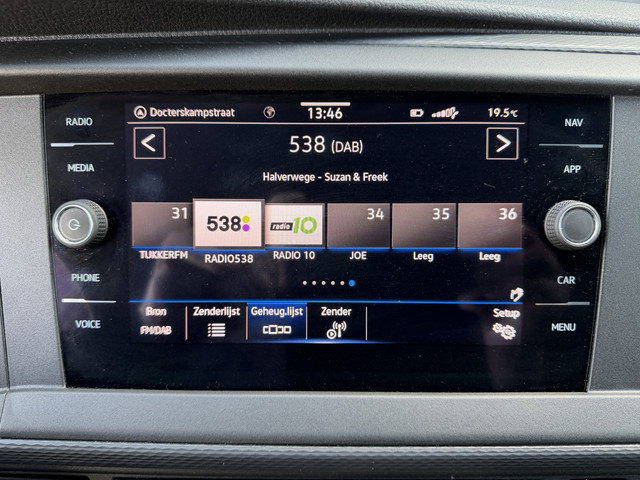 RADIO
MEDIA
PHONE
VOICE
Docterskampstraat
13:46
19.5°C
538 (DAB)
Halverwege - Suzan & Freek
31
538
radio 10
34
35
36
TUKKERFM
RADIO538
RADIO 10
JOE
Leeg
Leeg
Bron
FM/DAB
Zenderlijst
Geheug.lijst
Zender
Setup
NAV
APP
CAR
MENU